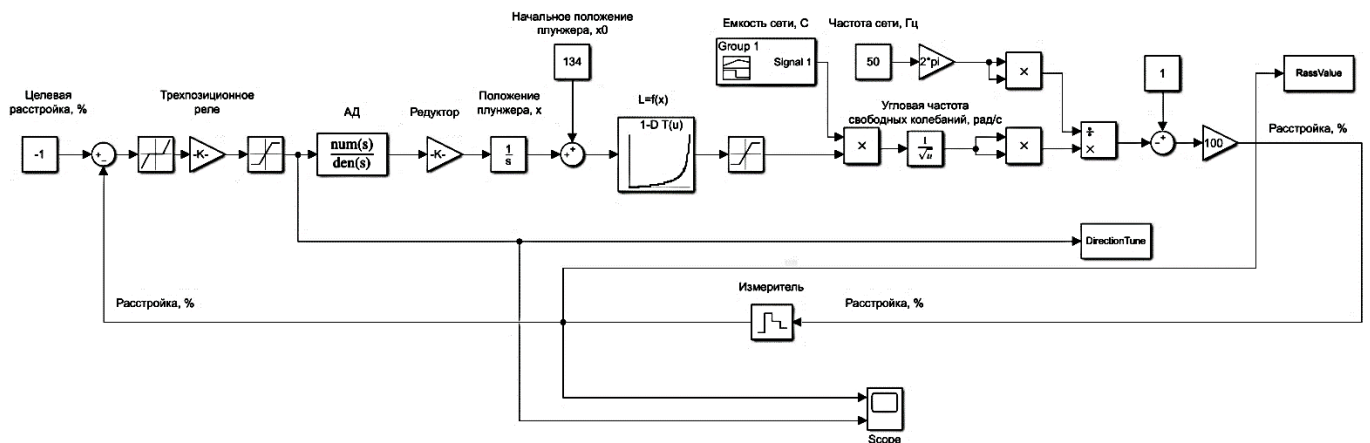 Начальное положение
плунжера, x0
134
Емкость сети, С
Group 1
Signal 1
Частота сети, Гц
50
2*pi
×
1
RassValue
Целевая
расстройка, %
-1
Трехпозиционное
реле
-K-
АД
num(s)
den(s)
Редуктор
-K-
Положение
плунжера, x
1
s
L=f(x)
1-D T(u)
×
Угловая частота
свободных колебаний, рад/с
1
√u
×
÷
×
100
Расстройка, %
DirectionTune
Расстройка, %
Измеритель
Расстройка, %
Scope